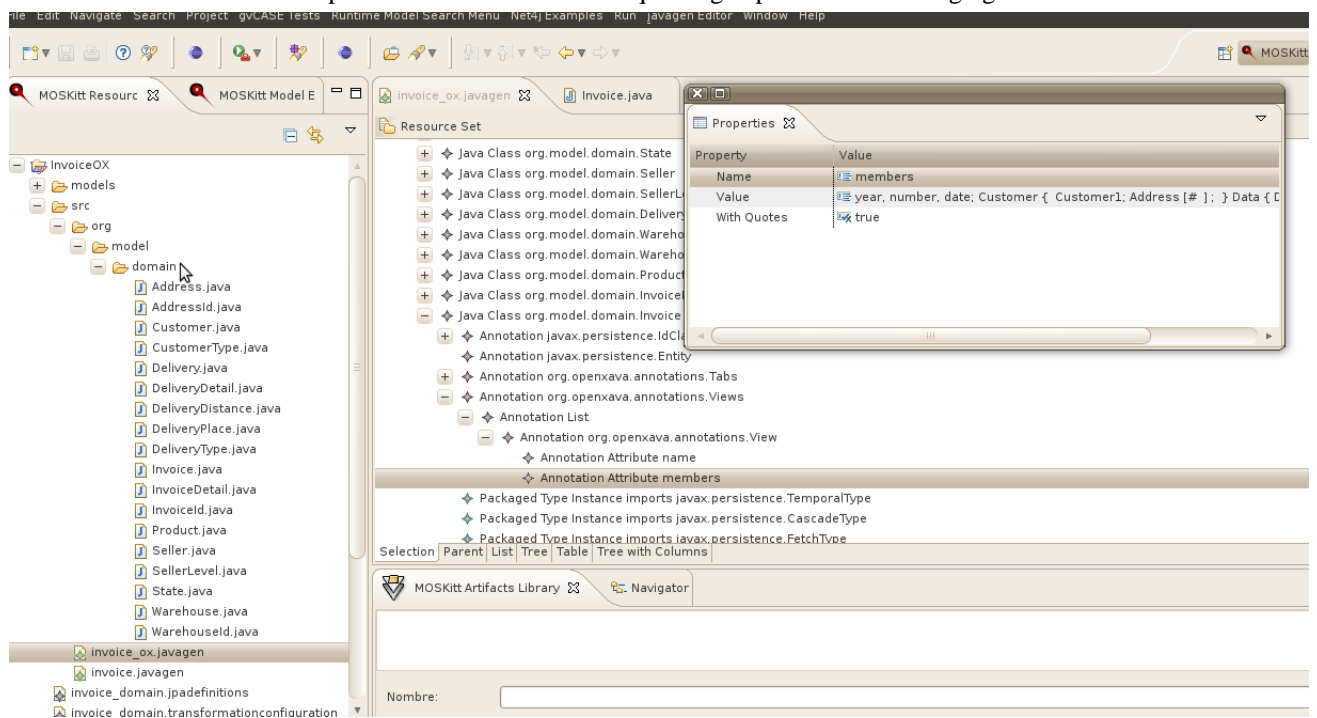 File Edit Navigate Search Project gvCASE Tests Runtime Model Search Menu Net4j Examples Run Javagen Editor Window Help
MOSKitt
MOSKitt Resourc
MOSKitt Model E
InvoiceOX
models
src
org
model
domain
Address.java
AddressId.java
Customer.java
CustomerType.java
Delivery.java
DeliveryDetail.java
DeliveryDistance.java
DeliveryPlace.java
DeliveryType.java
Invoice.java
InvoiceDetail.java
InvoiceId.java
Product.java
Seller.java
SellerLevel.java
State.java
Warehouse.java
WarehouseId.java
invoice_ox.javagen
invoice.javagen
invoice_domain.jpadefinitions
invoice_domain.transformationconfiguration
invoice_ox.javagen
Invoice.java
Resource Set
Java Class org.model.domain.State
Java Class org.model.domain.Seller
Java Class org.model.domain.SellerL
Java Class org.model.domain.Delivery
Java Class org.model.domain.Wareho
Java Class org.model.domain.Wareho
Java Class org.model.domain.Product
Java Class org.model.domain.Invoice
Java Class org.model.domain.Invoice
Annotation javax.persistence.IdCla
Annotation javax.persistence.Entity
Annotation org.openxava.annotations.Tabs
Annotation org.openxava.annotations.Views
Annotation List
Annotation org.openxava.annotations.View
Annotation Attribute name
Annotation Attribute members
Packaged Type Instance imports javax.persistence.TemporalType
Packaged Type Instance imports javax.persistence.CascadeType
Packaged Type Instance imports javax.persistence.FetchType
Selection Parent List Tree Table Tree with Columns
Properties
Property Value
Name members
Value year, number, date; Customer { Customer1; Address [# ]; } Data { D
With Quotes true
MOSKitt Artifacts Library
Navigator
Nombre: